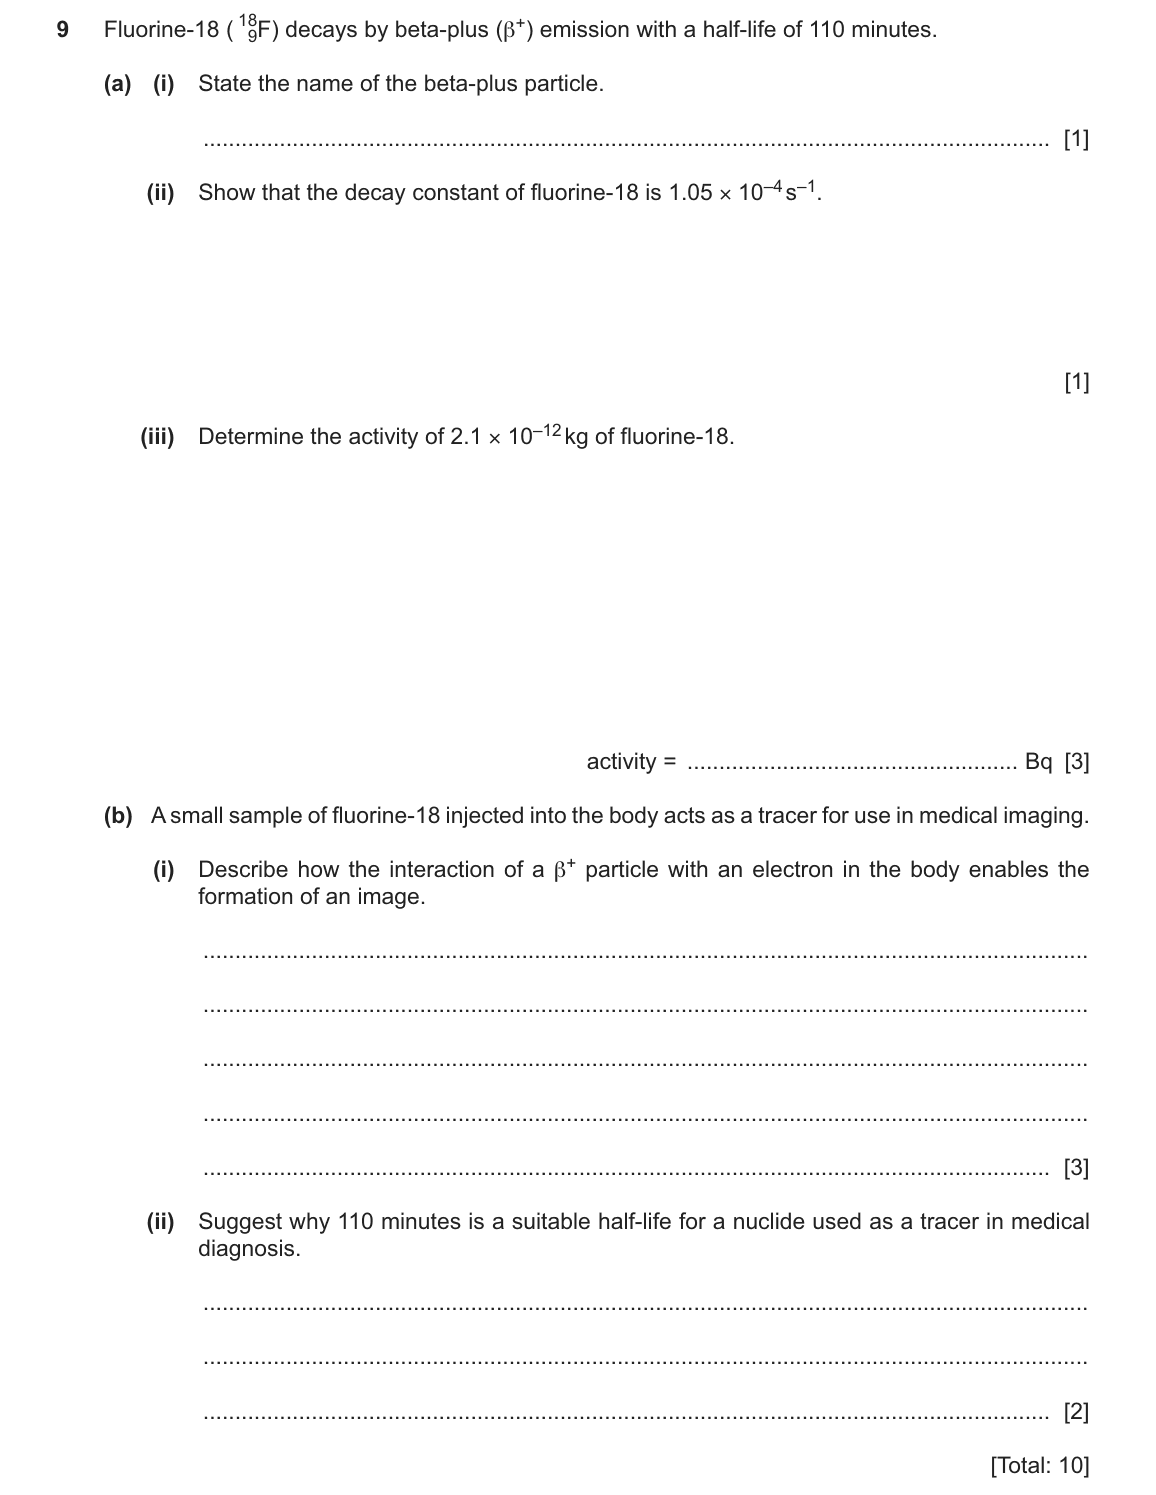 9 Fluorine-18 ( ¹⁸₉F) decays by beta-plus (β⁺) emission with a half-life of 110 minutes.
(a) (i) State the name of the beta-plus particle.
.................................................................................................................................... [1]
(ii) Show that the decay constant of fluorine-18 is 1.05 × 10⁻⁴ s⁻¹.
[1]
(iii) Determine the activity of 2.1 × 10⁻¹² kg of fluorine-18.
activity = .................................................... Bq [3]
(b) A small sample of fluorine-18 injected into the body acts as a tracer for use in medical imaging.
(i) Describe how the interaction of a β⁺ particle with an electron in the body enables the
formation of an image.
..........................................................................................................................................
..........................................................................................................................................
..........................................................................................................................................
..........................................................................................................................................
.................................................................................................................................... [3]
(ii) Suggest why 110 minutes is a suitable half-life for a nuclide used as a tracer in medical
diagnosis.
..........................................................................................................................................
..........................................................................................................................................
.................................................................................................................................... [2]
[Total: 10]